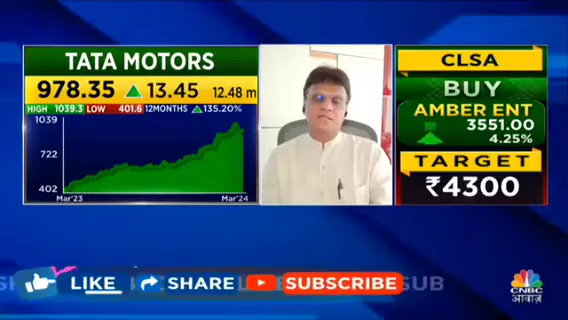 TATA MOTORS
978.35 ▲ 13.45 12.48 m
HIGH 1039.3 LOW 401.6 12MONTHS ▲ 135.20%
1039
722
402
Mar'23 Mar'24
CLSA
BUY
AMBER ENT
3551.00
4.25%
TARGET
₹4300
LIKE SHARE SUBSCRIBE SUB
CNBC
आवाज़